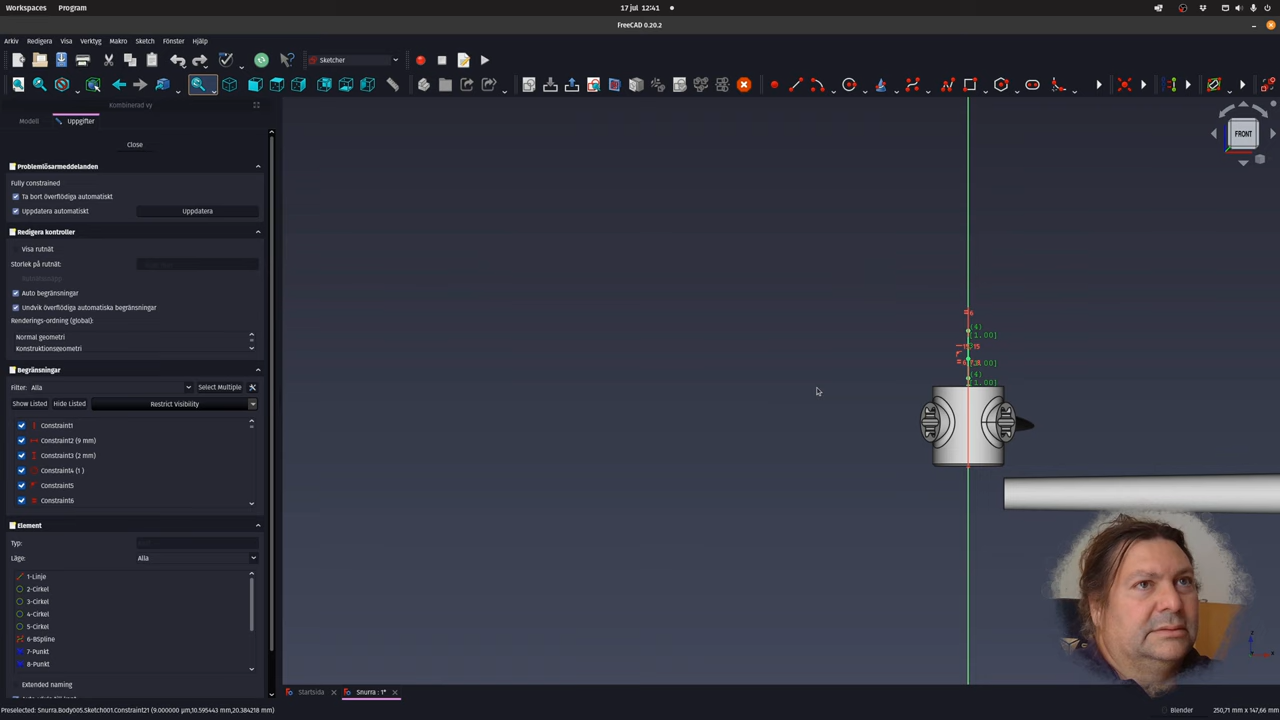 Workspaces Program
17 jul 12:41
FreeCAD 0.20.2
Arkiv Redigera Visa Verktyg Makro Sketch Fönster Hjälp
Sketcher
Kombinerad vy
Modell Uppgifter
Close
Problemlösarmeddelanden
Fully constrained
Ta bort överflödiga automatiskt
Uppdatera automatiskt Uppdatera
Redigera kontroller
Visa rutnät
Storlek på rutnät:
Auto begränsningar
Undvik överflödiga automatiska begränsningar
Renderings-ordning (global):
Normal geometri
Konstruktionsgeometri
Begränsningar
Filter: Alla Select Multiple
Show Listed Hide Listed Restrict Visibility
Constraint1
Constraint2 (9 mm)
Constraint3 (2 mm)
Constraint4 (1 )
Constraint5
Constraint6
Element
Typ:
Läge: Alla
1-Linje
2-Cirkel
3-Cirkel
4-Cirkel
5-Cirkel
6-BSpline
7-Punkt
8-Punkt
Extended naming
FRONT
(4)
[1.00]
(4)
[1.00]
Startsida Snurra : 1*
Preselected: Snurra.Body005.Sketch001.Constraint21 (9.000000 µm,10.595443 mm,20.384218 mm)
Blender 250,71 mm x 147,66 mm